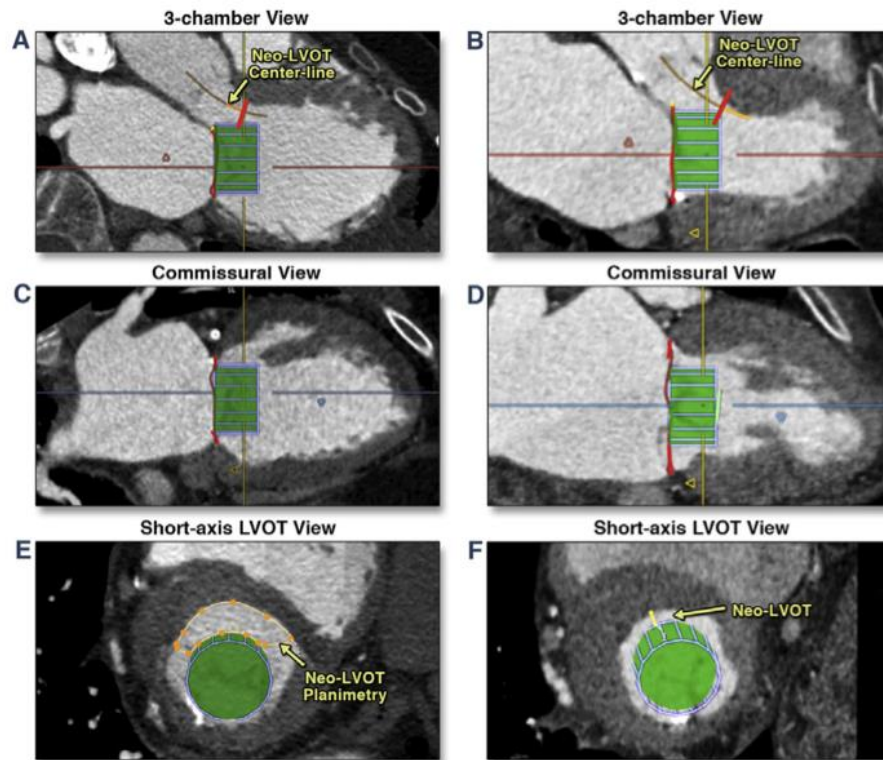 3-chamber View
3-chamber View
A
Neo-LVOT
Center-line
B
Neo-LVOT
Center-line
Commissural View
Commissural View
C
D
Short-axis LVOT View
Short-axis LVOT View
E
Neo-LVOT
Planimetry
F
Neo-LVOT